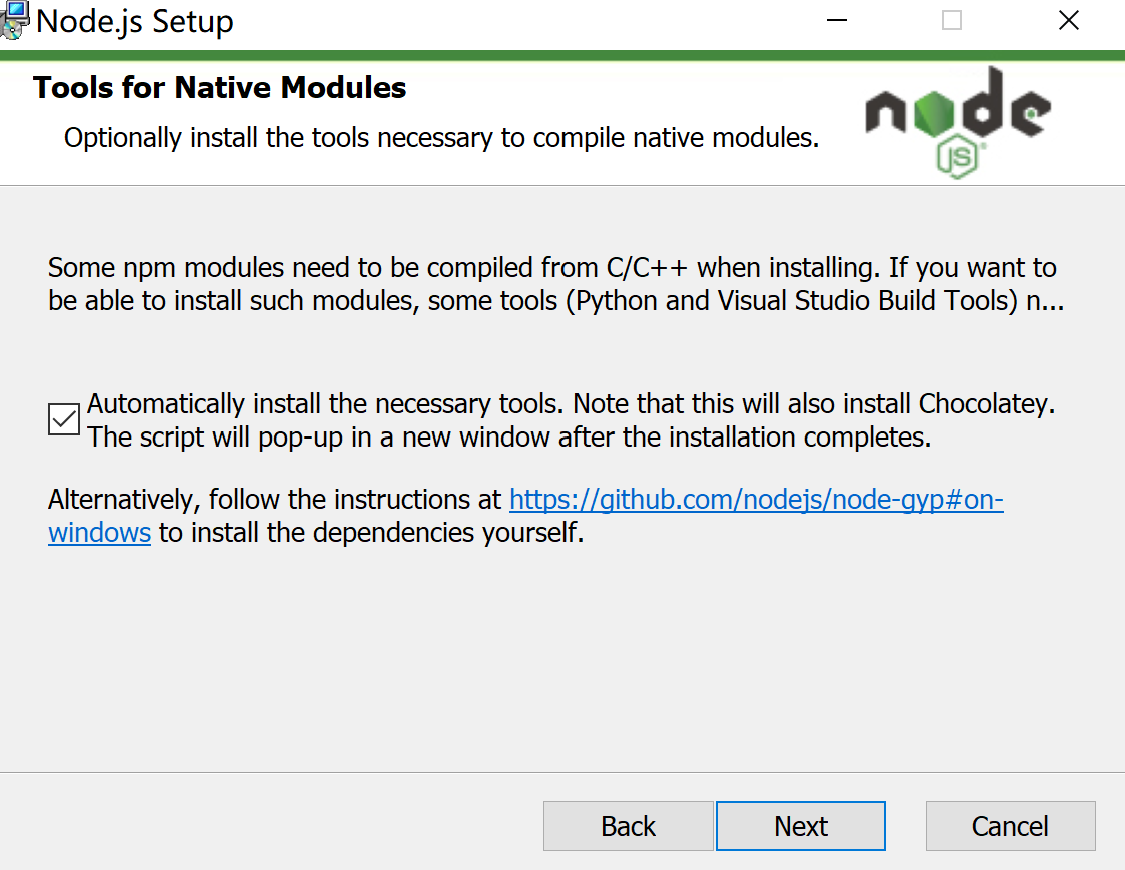 Node.js Setup
Tools for Native Modules
Optionally install the tools necessary to compile native modules.
node
JS
Some npm modules need to be compiled from C/C++ when installing. If you want to
be able to install such modules, some tools (Python and Visual Studio Build Tools) n...
Automatically install the necessary tools. Note that this will also install Chocolatey.
The script will pop-up in a new window after the installation completes.
Alternatively, follow the instructions at https://github.com/nodejs/node-gyp#on-
windows to install the dependencies yourself.
Back
Next
Cancel